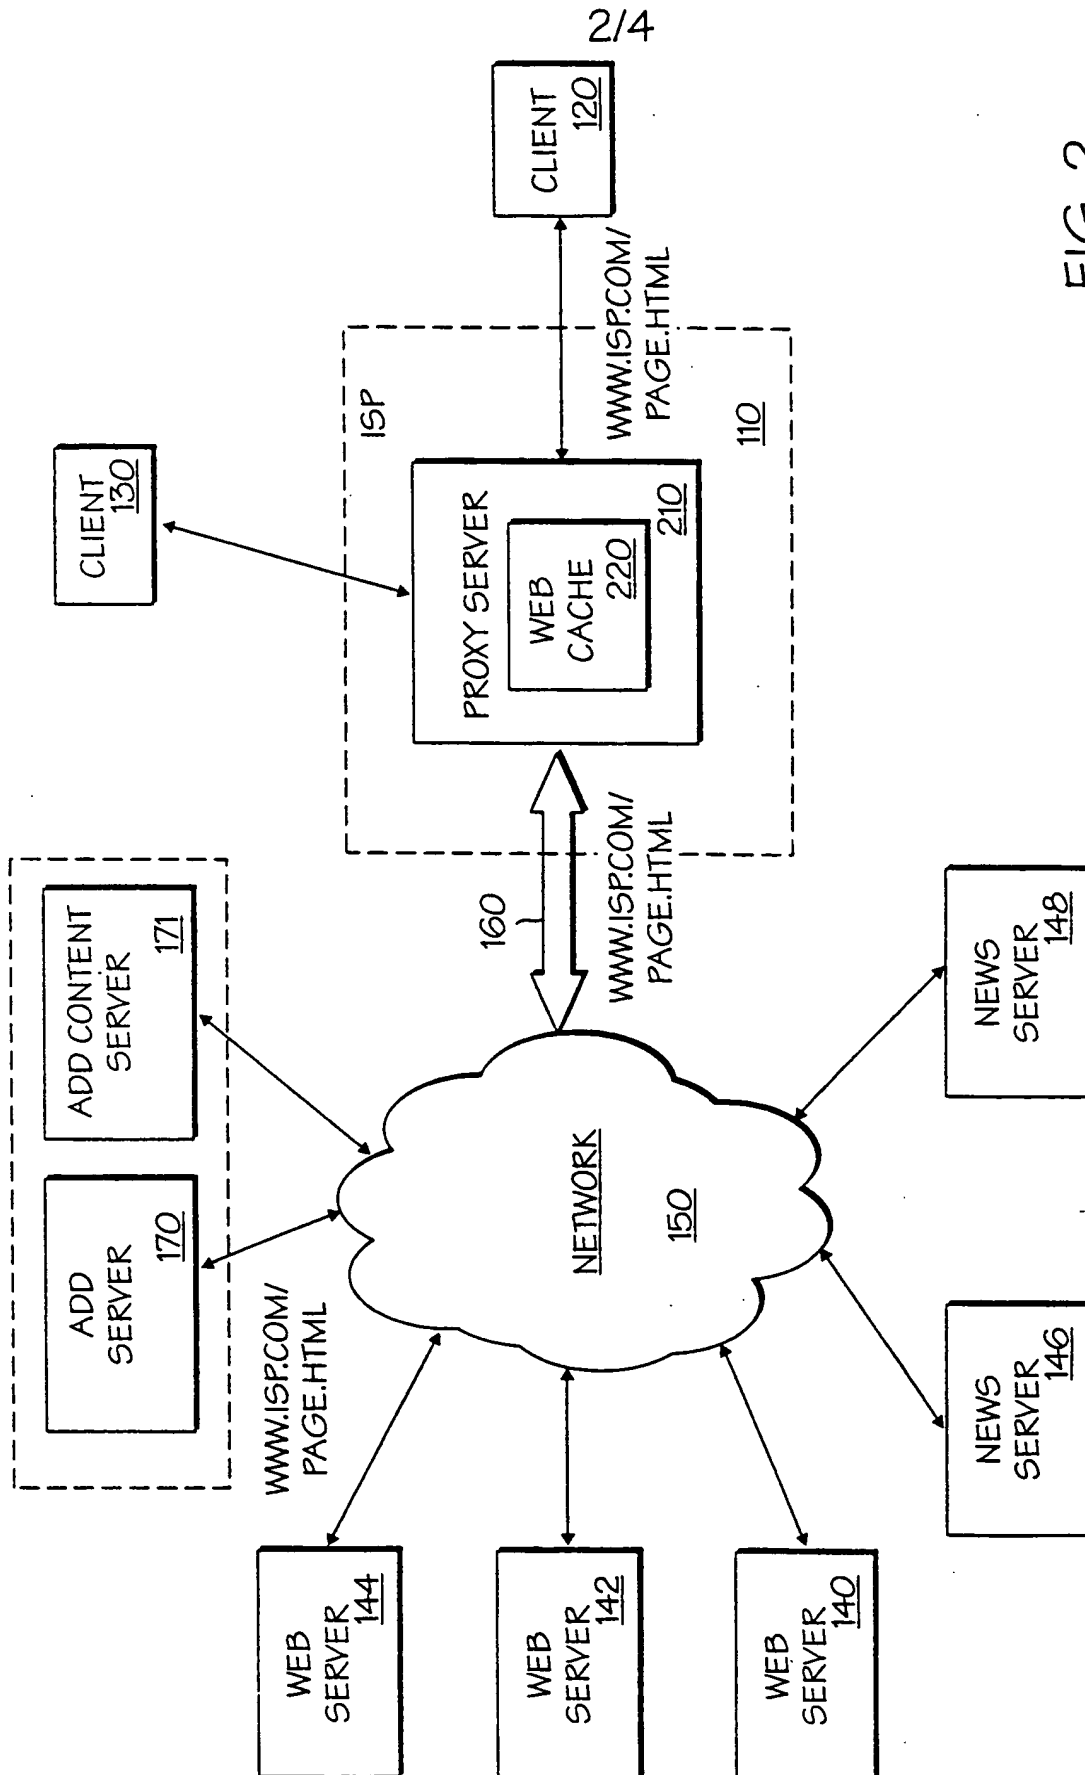 2/4
CLIENT
130
CLIENT
120
ISP
PROXY SERVER
WEB
CACHE
220
210
110
WWW.ISP.COM/
PAGE.HTML
160
WWW.ISP.COM/
PAGE.HTML
ADD CONTENT
SERVER
171
ADD
SERVER
170
WWW.ISP.COM/
PAGE.HTML
NETWORK
150
WEB
SERVER
144
WEB
SERVER
142
WEB
SERVER
140
NEWS
SERVER
148
NEWS
SERVER
146
FIG. 2